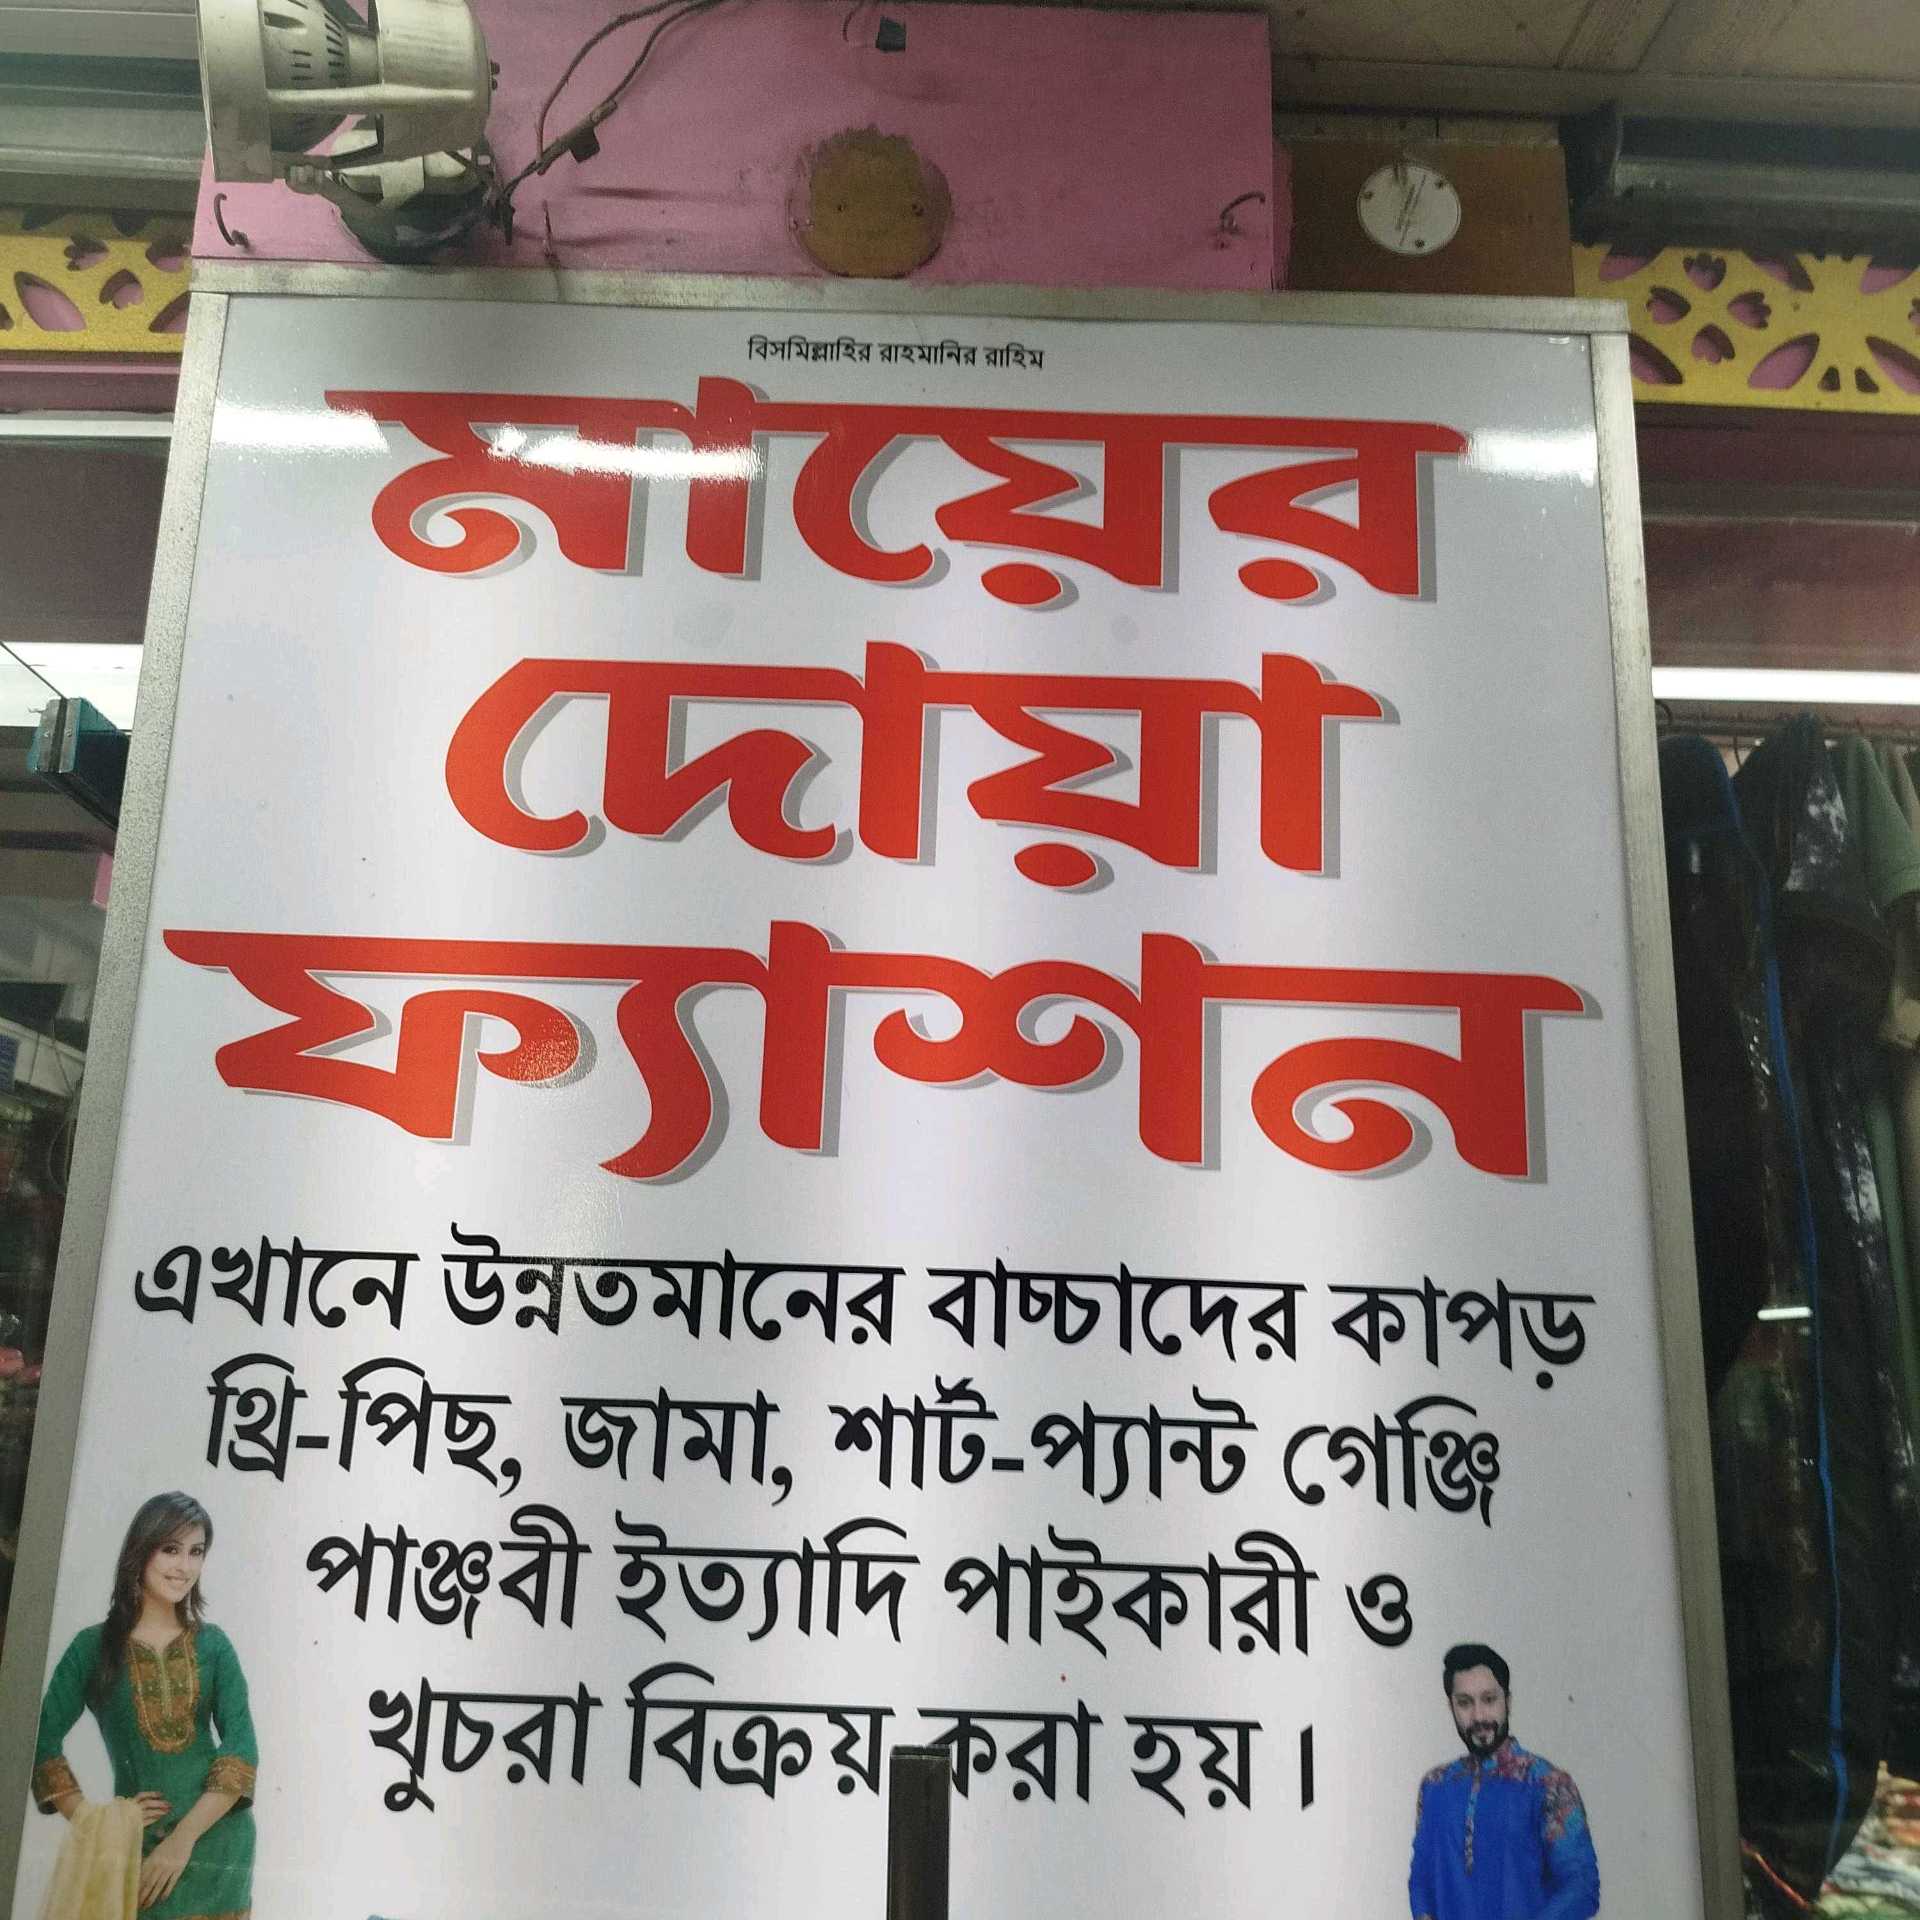 বিসমিল্লাহির রাহমানির রাহিম
মায়ের
দোয়া
ফ্যাশন
এখানে উন্নতমানের বাচ্চাদের কাপড়
থ্রি-পিছ, জামা, শার্ট-প্যান্ট গেঞ্জি
পাঞ্জবী ইত্যাদি পাইকারী ও
খুচরা বিক্রয় করা হয়।